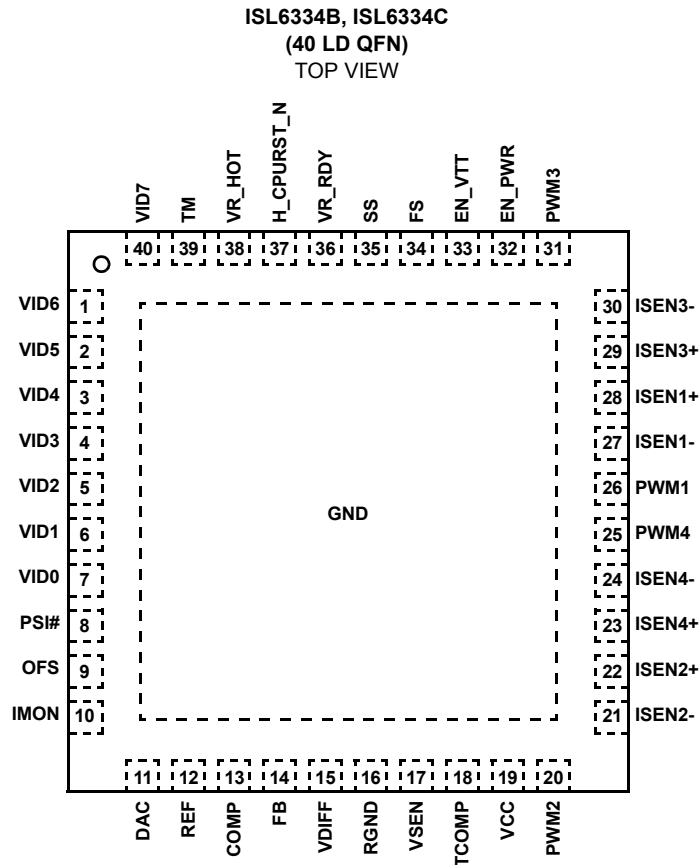 ISL6334B, ISL6334C
(40 LD QFN)
TOP VIEW
VID7
TM
VR_HOT
H_CPURST_N
VR_RDY
SS
FS
EN_VTT
EN_PWR
PWM3
40 39 38 37 36 35 34 33 32 31
VID6 1
VID5 2
VID4 3
VID3 4
VID2 5
VID1 6
VID0 7
PSI# 8
OFS 9
IMON 10
GND
30 ISEN3-
29 ISEN3+
28 ISEN1+
27 ISEN1-
26 PWM1
25 PWM4
24 ISEN4-
23 ISEN4+
22 ISEN2+
21 ISEN2-
11 12 13 14 15 16 17 18 19 20
DAC
REF
COMP
FB
VDIFF
RGND
VSEN
TCOMP
VCC
PWM2